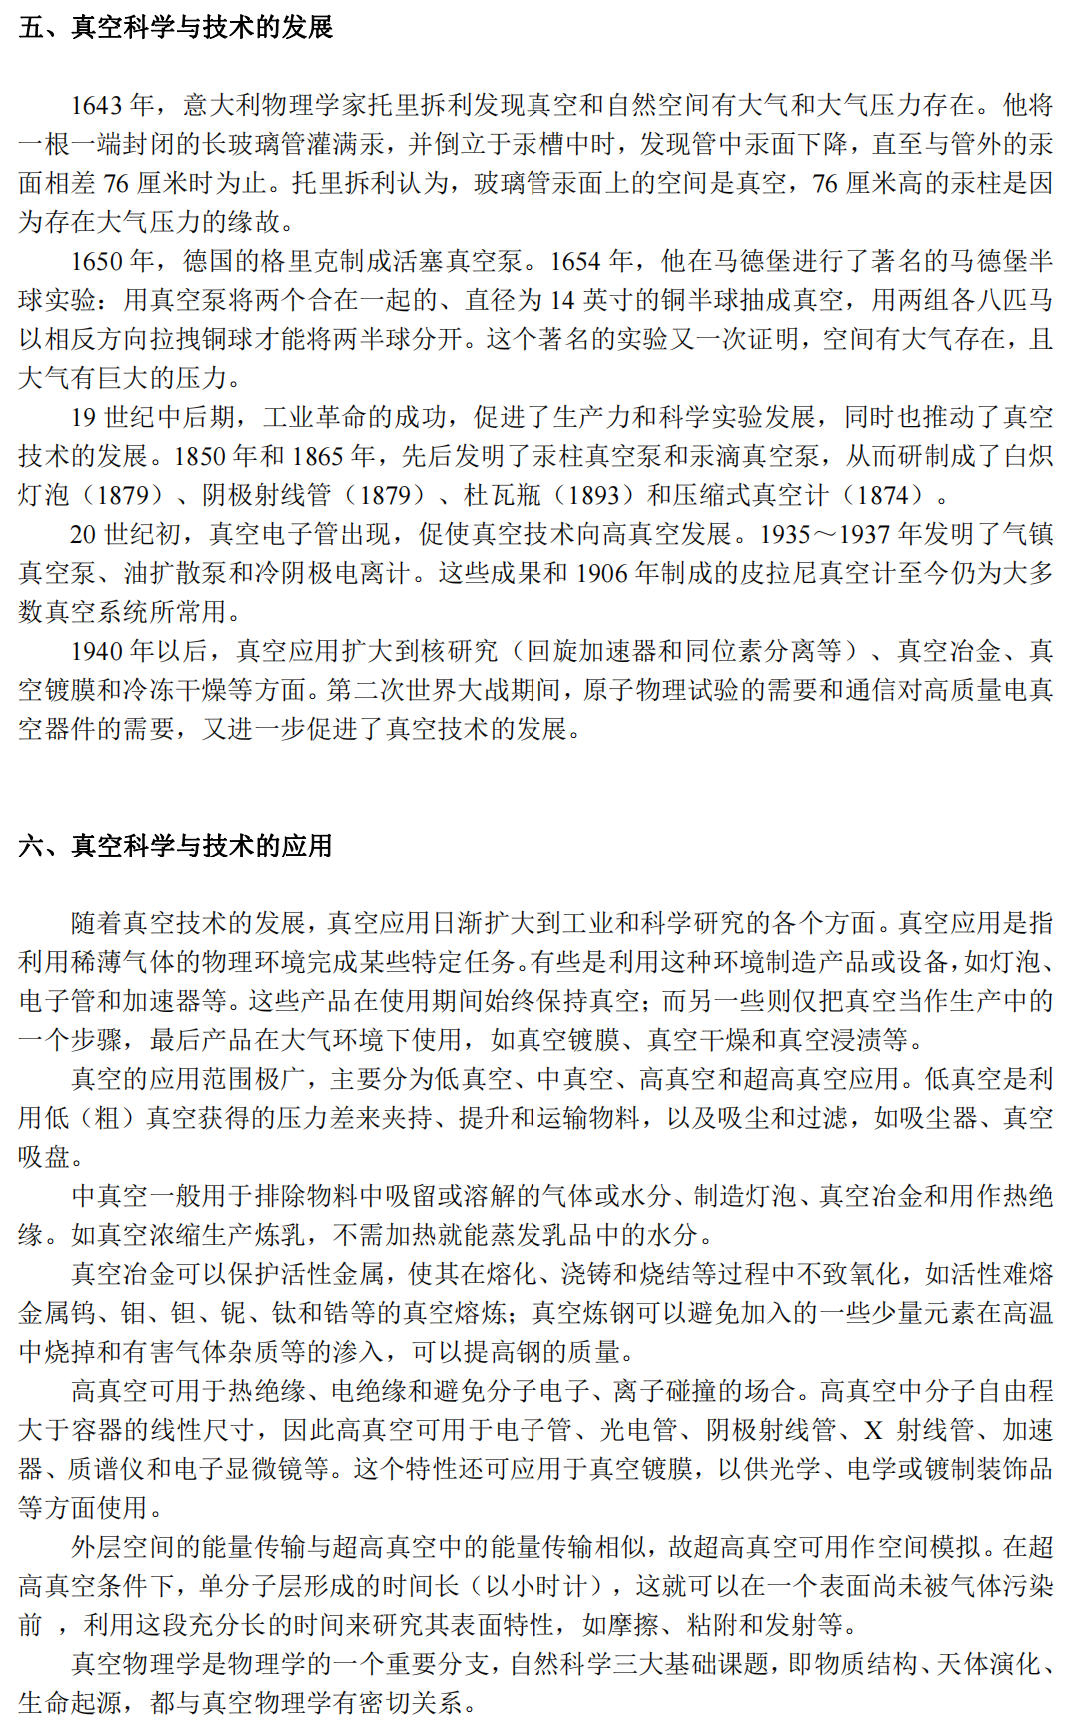 五、真空科学与技术的发展
1643 年，意大利物理学家托里拆利发现真空和自然空间有大气和大气压力存在。他将
一根一端封闭的长玻璃管灌满汞，并倒立于汞槽中时，发现管中汞面下降，直至与管外的汞
面相差 76 厘米时为止。托里拆利认为，玻璃管汞面上的空间是真空，76 厘米高的汞柱是因
为存在大气压力的缘故。
1650 年，德国的格里克制成活塞真空泵。1654 年，他在马德堡进行了著名的马德堡半
球实验：用真空泵将两个合在一起的、直径为 14 英寸的铜半球抽成真空，用两组各八匹马
以相反方向拉拽铜球才能将两半球分开。这个著名的实验又一次证明，空间有大气存在，且
大气有巨大的压力。
19 世纪中后期，工业革命的成功，促进了生产力和科学实验发展，同时也推动了真空
技术的发展。1850 年和 1865 年，先后发明了汞柱真空泵和汞滴真空泵，从而研制成了白炽
灯泡（1879）、阴极射线管（1879）、杜瓦瓶（1893）和压缩式真空计（1874）。
20 世纪初，真空电子管出现，促使真空技术向高真空发展。1935～1937 年发明了气镇
真空泵、油扩散泵和冷阴极电离计。这些成果和 1906 年制成的皮拉尼真空计至今仍为大多
数真空系统所常用。
1940 年以后，真空应用扩大到核研究（回旋加速器和同位素分离等）、真空冶金、真
空镀膜和冷冻干燥等方面。第二次世界大战期间，原子物理试验的需要和通信对高质量电真
空器件的需要，又进一步促进了真空技术的发展。
六、真空科学与技术的应用
随着真空技术的发展，真空应用日渐扩大到工业和科学研究的各个方面。真空应用是指
利用稀薄气体的物理环境完成某些特定任务。有些是利用这种环境制造产品或设备，如灯泡、
电子管和加速器等。这些产品在使用期间始终保持真空；而另一些则仅把真空当作生产中的
一个步骤，最后产品在大气环境下使用，如真空镀膜、真空干燥和真空浸渍等。
真空的应用范围极广，主要分为低真空、中真空、高真空和超高真空应用。低真空是利
用低（粗）真空获得的压力差来夹持、提升和运输物料，以及吸尘和过滤，如吸尘器、真空
吸盘。
中真空一般用于排除物料中吸留或溶解的气体或水分、制造灯泡、真空冶金和用作热绝
缘。如真空浓缩生产炼乳，不需加热就能蒸发乳品中的水分。
真空冶金可以保护活性金属，使其在熔化、浇铸和烧结等过程中不致氧化，如活性难熔
金属钨、钼、钽、铌、钛和锆等的真空熔炼；真空炼钢可以避免加入的一些少量元素在高温
中烧掉和有害气体杂质等的渗入，可以提高钢的质量。
高真空可用于热绝缘、电绝缘和避免分子电子、离子碰撞的场合。高真空中分子自由程
大于容器的线性尺寸，因此高真空可用于电子管、光电管、阴极射线管、X 射线管、加速
器、质谱仪和电子显微镜等。这个特性还可应用于真空镀膜，以供光学、电学或镀制装饰品
等方面使用。
外层空间的能量传输与超高真空中的能量传输相似，故超高真空可用作空间模拟。在超
高真空条件下，单分子层形成的时间长（以小时计），这就可以在一个表面尚未被气体污染
前 ，利用这段充分长的时间来研究其表面特性，如摩擦、粘附和发射等。
真空物理学是物理学的一个重要分支，自然科学三大基础课题，即物质结构、天体演化、
生命起源，都与真空物理学有密切关系。